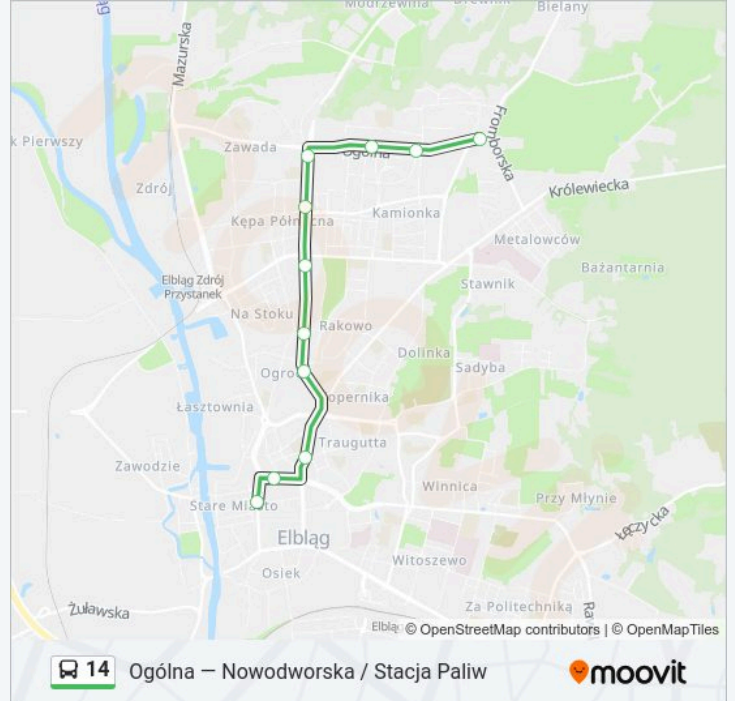 Modrzewina
Bielany
Mazurska
Pierwszy
Zawada
Ogólna
Fromborska
Zdrój
Królewiecka
Kępa Północna
Kamionka
Metalowców
Elbląg Zdrój
Przystanek
Stawnik
Bażantarnia
Na Stoku
Rakowo
Dolinka
Sadyba
Ogro
opernika
Łasztownia
Traugutta
Zawodzie
Winnica
Przy Młynie
Stare Miasto
Łęczycka
Elbląg
Witoszewo
Osiek
Żuławska
Za Politechniką
Elbląg
© OpenStreetMap contributors | © OpenMapTiles
14 Ogólna — Nowodworska / Stacja Paliw
moovit